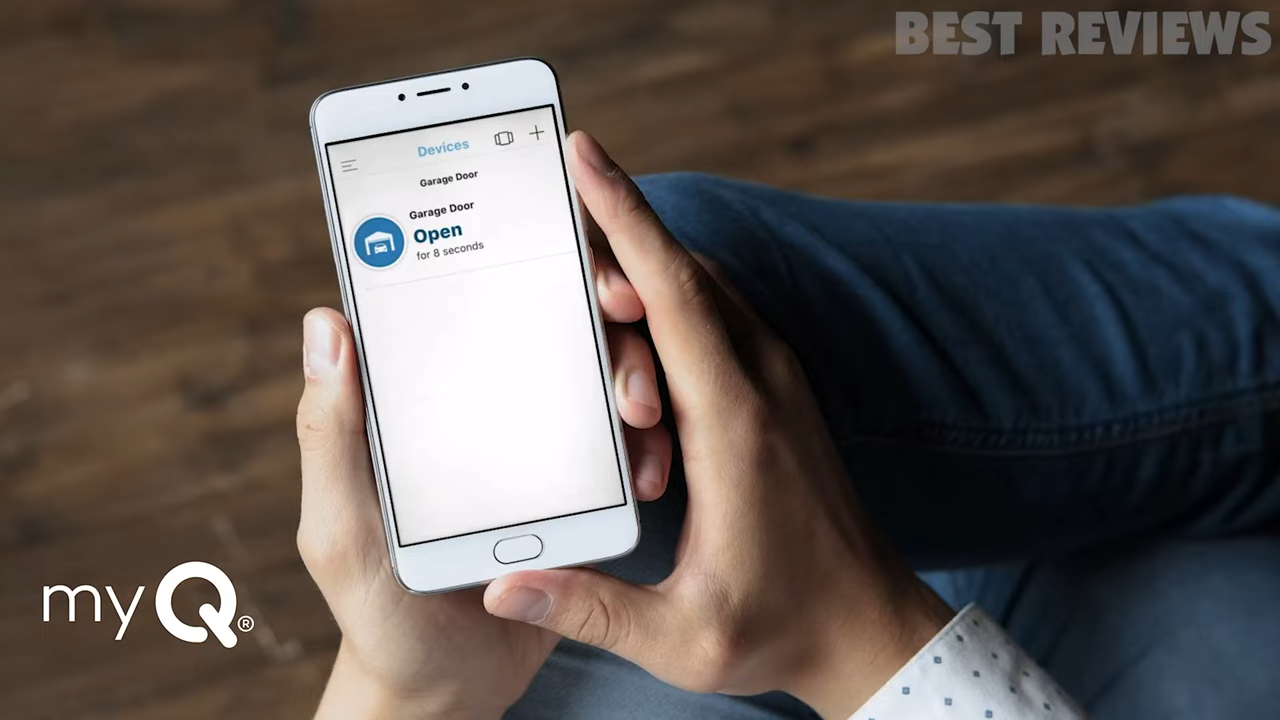 BEST REVIEWS
Devices
Garage Door
Garage Door
Open
for 8 seconds
myQ®